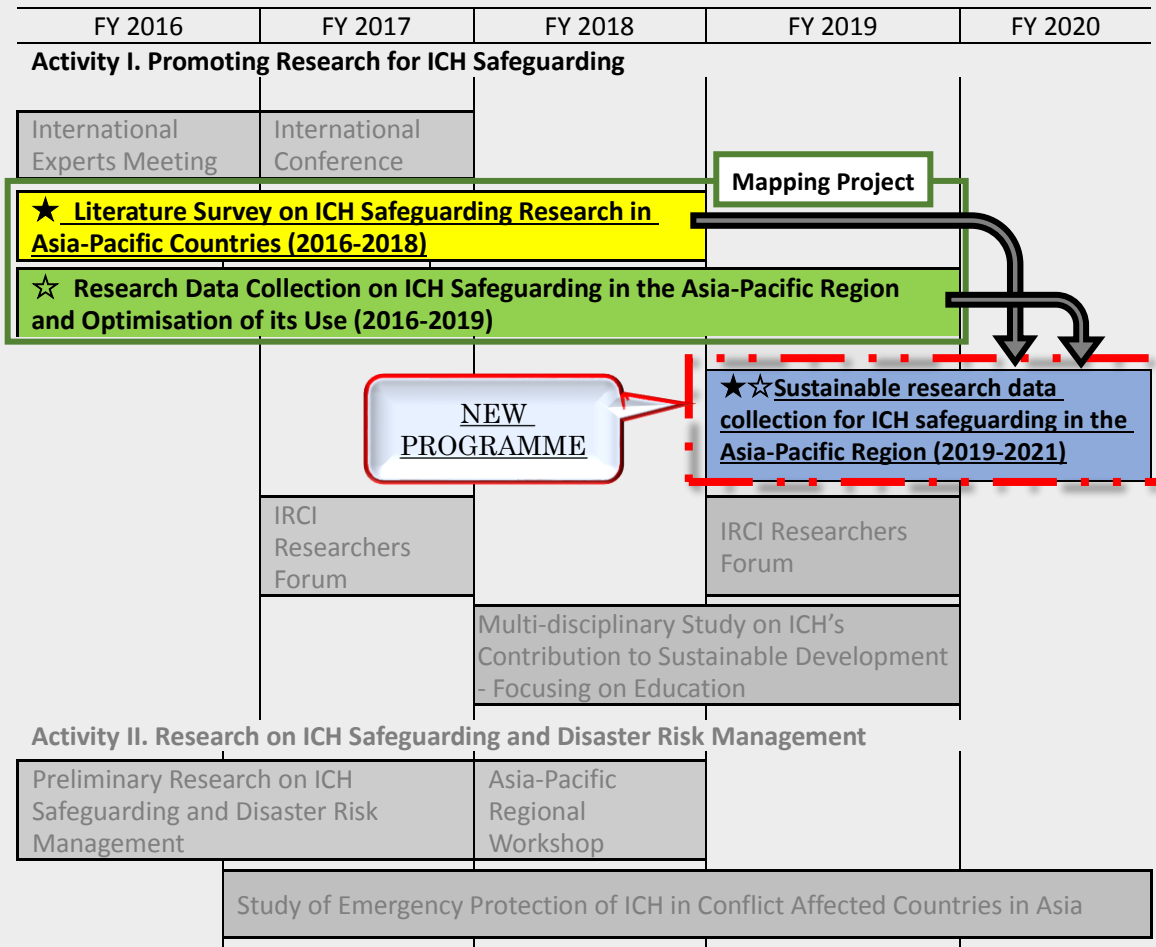 FY 2016 FY 2017 FY 2018 FY 2019 FY 2020
Activity I. Promoting Research for ICH Safeguarding
International
Experts Meeting
International
Conference
Mapping Project
★ Literature Survey on ICH Safeguarding Research in
Asia-Pacific Countries (2016-2018)
☆ Research Data Collection on ICH Safeguarding in the Asia-Pacific Region
and Optimisation of its Use (2016-2019)
NEW
PROGRAMME
★☆Sustainable research data
collection for ICH safeguarding in the
Asia-Pacific Region (2019-2021)
IRCI
Researchers
Forum
IRCI Researchers
Forum
Multi-disciplinary Study on ICH’s
Contribution to Sustainable Development
- Focusing on Education
Activity II. Research on ICH Safeguarding and Disaster Risk Management
Preliminary Research on ICH
Safeguarding and Disaster Risk
Management
Asia-Pacific
Regional
Workshop
Study of Emergency Protection of ICH in Conflict Affected Countries in Asia